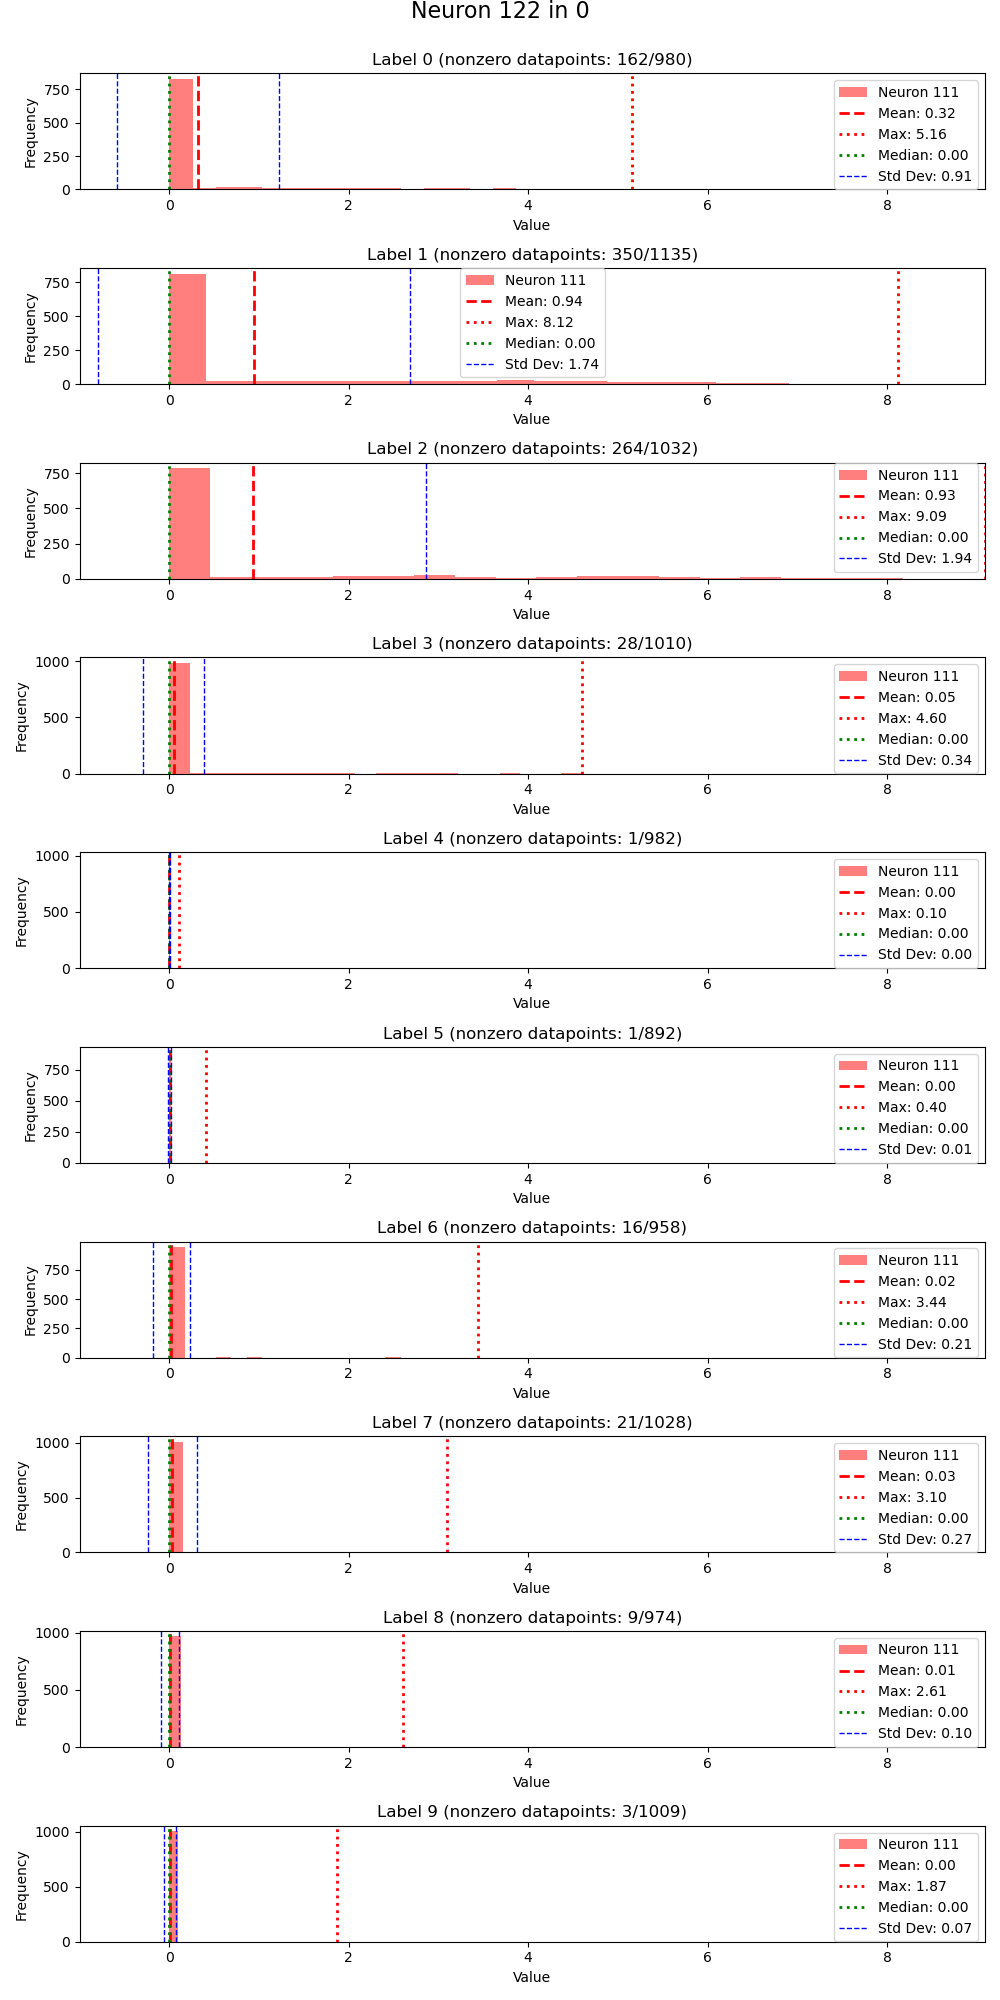 Neuron 122 in 0
Label 0 (nonzero datapoints: 162/980)
Frequency
750
500
250
0
Neuron 111
Mean: 0.32
Max: 5.16
Median: 0.00
Std Dev: 0.91
0 2 4 6 8
Value
Label 1 (nonzero datapoints: 350/1135)
Frequency
750
500
250
0
Neuron 111
Mean: 0.94
Max: 8.12
Median: 0.00
Std Dev: 1.74
0 2 4 6 8
Value
Label 2 (nonzero datapoints: 264/1032)
Frequency
750
500
250
0
Neuron 111
Mean: 0.93
Max: 9.09
Median: 0.00
Std Dev: 1.94
0 2 4 6 8
Value
Label 3 (nonzero datapoints: 28/1010)
Frequency
1000
500
0
Neuron 111
Mean: 0.05
Max: 4.60
Median: 0.00
Std Dev: 0.34
0 2 4 6 8
Value
Label 4 (nonzero datapoints: 1/982)
Frequency
1000
500
0
Neuron 111
Mean: 0.00
Max: 0.10
Median: 0.00
Std Dev: 0.00
0 2 4 6 8
Value
Label 5 (nonzero datapoints: 1/892)
Frequency
750
500
250
0
Neuron 111
Mean: 0.00
Max: 0.40
Median: 0.00
Std Dev: 0.01
0 2 4 6 8
Value
Label 6 (nonzero datapoints: 16/958)
Frequency
750
500
250
0
Neuron 111
Mean: 0.02
Max: 3.44
Median: 0.00
Std Dev: 0.21
0 2 4 6 8
Value
Label 7 (nonzero datapoints: 21/1028)
Frequency
1000
500
0
Neuron 111
Mean: 0.03
Max: 3.10
Median: 0.00
Std Dev: 0.27
0 2 4 6 8
Value
Label 8 (nonzero datapoints: 9/974)
Frequency
1000
500
0
Neuron 111
Mean: 0.01
Max: 2.61
Median: 0.00
Std Dev: 0.10
0 2 4 6 8
Value
Label 9 (nonzero datapoints: 3/1009)
Frequency
1000
500
0
Neuron 111
Mean: 0.00
Max: 1.87
Median: 0.00
Std Dev: 0.07
0 2 4 6 8
Value